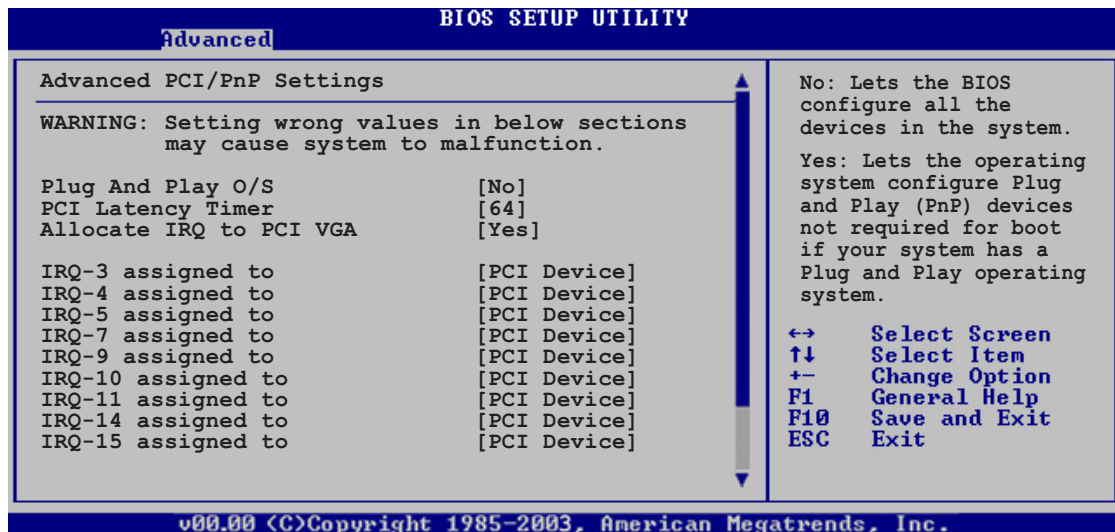 BIOS SETUP UTILITY
Advanced
Advanced PCI/PnP Settings
WARNING: Setting wrong values in below sections
may cause system to malfunction.
Plug And Play O/S [No]
PCI Latency Timer [64]
Allocate IRQ to PCI VGA [Yes]
IRQ-3 assigned to [PCI Device]
IRQ-4 assigned to [PCI Device]
IRQ-5 assigned to [PCI Device]
IRQ-7 assigned to [PCI Device]
IRQ-9 assigned to [PCI Device]
IRQ-10 assigned to [PCI Device]
IRQ-11 assigned to [PCI Device]
IRQ-14 assigned to [PCI Device]
IRQ-15 assigned to [PCI Device]
No: Lets the BIOS
configure all the
devices in the system.
Yes: Lets the operating
system configure Plug
and Play (PnP) devices
not required for boot
if your system has a
Plug and Play operating
system.
←→ Select Screen
↑↓ Select Item
+- Change Option
F1 General Help
F10 Save and Exit
ESC Exit
v00.00 (C)Copyright 1985-2003, American Megatrends, Inc.